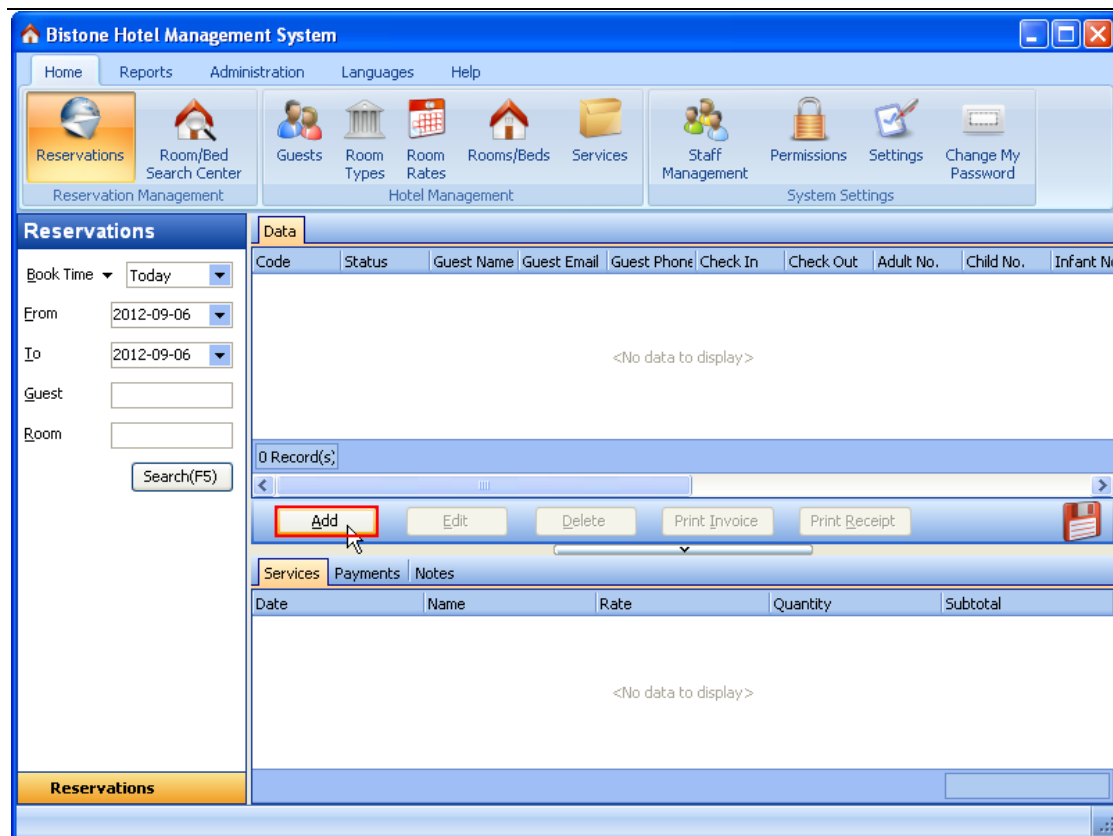 Bistone Hotel Management System
Home Reports Administration Languages Help
Reservations
Room/Bed
Search Center
Reservation Management
Guests
Room
Types
Room
Rates
Rooms/Beds
Services
Hotel Management
Staff
Management
Permissions
Settings
Change My
Password
System Settings
Reservations
Book Time Today
From 2012-09-06
To 2012-09-06
Guest
Room
Search(F5)
Reservations
Data
Code Status Guest Name Guest Email Guest Phone Check In Check Out Adult No. Child No. Infant N
<No data to display>
0 Record(s)
Add Edit Delete Print Invoice Print Receipt
Services Payments Notes
Date Name Rate Quantity Subtotal
<No data to display>